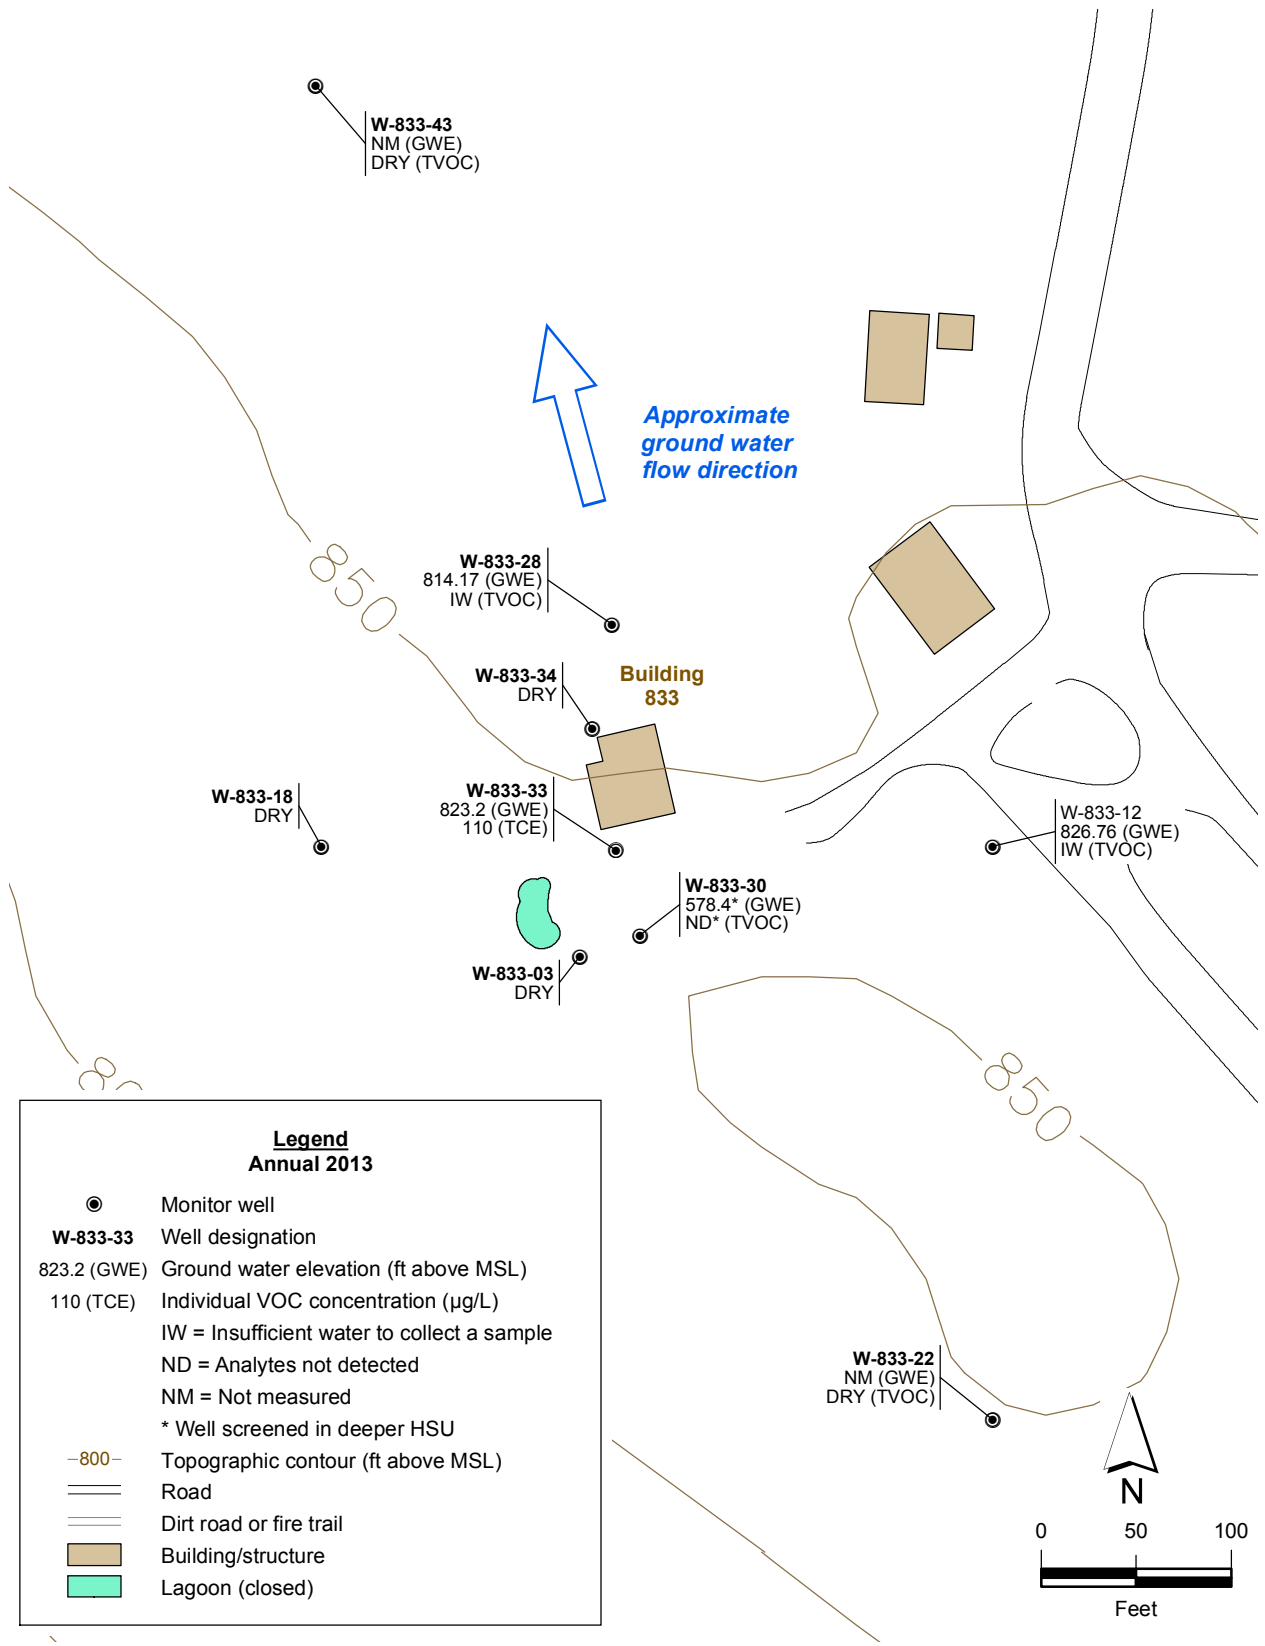 W-833-43
NM (GWE)
DRY (TVOC)
Approximate
ground water
flow direction
850
W-833-28
814.17 (GWE)
IW (TVOC)
W-833-34
DRY
Building
833
W-833-18
DRY
W-833-33
823.2 (GWE)
110 (TCE)
W-833-12
826.76 (GWE)
IW (TVOC)
W-833-30
578.4* (GWE)
ND* (TVOC)
W-833-03
DRY
850
W-833-22
NM (GWE)
DRY (TVOC)
N
0 50 100
Feet
Legend
Annual 2013
Monitor well
W-833-33 Well designation
823.2 (GWE) Ground water elevation (ft above MSL)
110 (TCE) Individual VOC concentration (µg/L)
IW = Insufficient water to collect a sample
ND = Analytes not detected
NM = Not measured
* Well screened in deeper HSU
800 Topographic contour (ft above MSL)
Road
Dirt road or fire trail
Building/structure
Lagoon (closed)